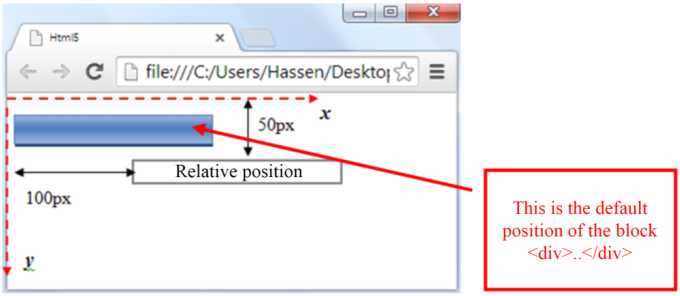 Html5
file:///C:/Users/Hassen/Desktop
x
50px
Relative position
100px
y
This is the default
position of the block
<div>..</div>